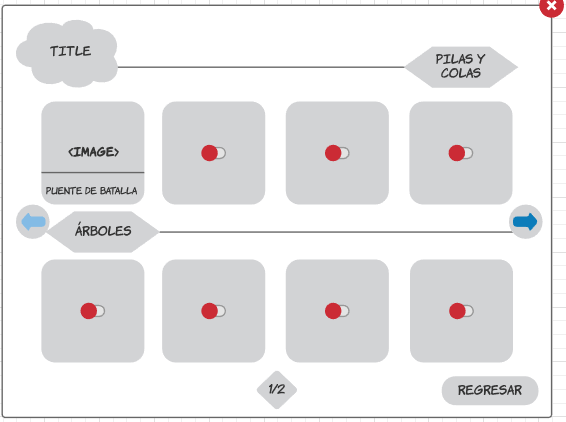 TITLE
PILAS Y
COLAS
<IMAGE>
PUENTE DE BATALLA
ÁRBOLES
1/2
REGRESAR